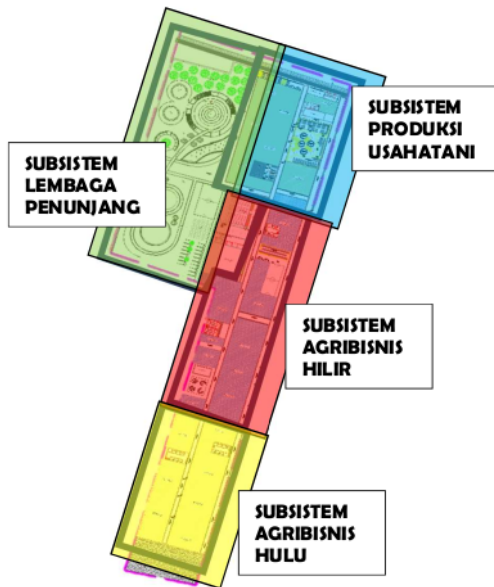 SUBSISTEM
PRODUKSI
USAHATANI
SUBSISTEM
LEMBAGA
PENUNJANG
SUBSISTEM
AGRIBISNIS
HILIR
SUBSISTEM
AGRIBISNIS
HULU